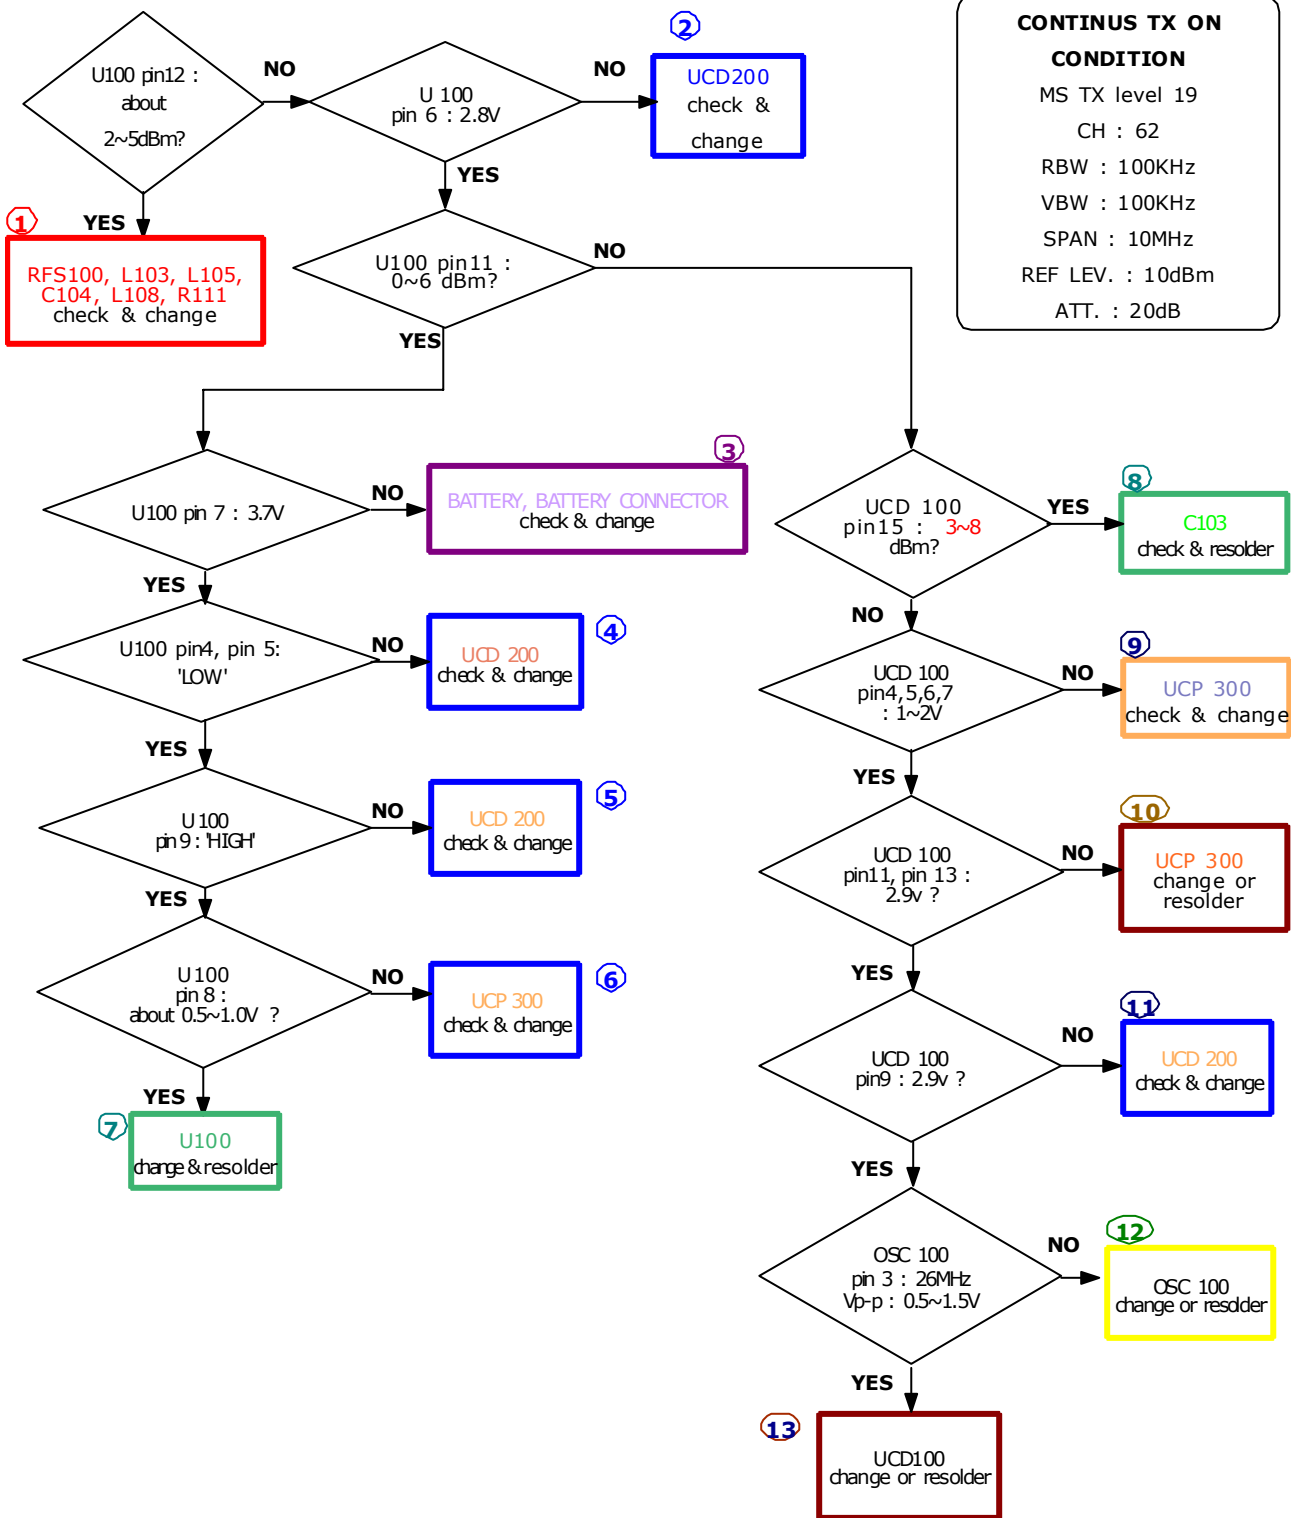 U100 pin12 :
about
2~5dBm?
NO
U 100
pin 6 : 2.8V
NO
2
UCD200
check &
change
CONTINUS TX ON
CONDITION
MS TX level 19
CH : 62
RBW : 100KHz
VBW : 100KHz
SPAN : 10MHz
REF LEV. : 10dBm
ATT. : 20dB
YES
YES
1
RFS100, L103, L105,
C104, L108, R111
check & change
U100 pin11 :
0~6 dBm?
NO
YES
U100 pin 7 : 3.7V
NO
3
BATTERY, BATTERY CONNECTOR
check & change
YES
U100 pin4, pin 5:
'LOW'
NO
4
UCD 200
check & change
YES
U100
pin 9 : 'HIGH'
NO
5
UCD 200
check & change
YES
U100
pin 8 :
about 0.5~1.0V ?
NO
6
UCP 300
check & change
YES
7
U100
change & resolder
UCD 100
pin15 : 3~8
dBm?
YES
8
C103
check & resolder
NO
UCD 100
pin4,5,6,7
: 1~2V
NO
9
UCP 300
check & change
YES
UCD 100
pin11, pin 13 :
2.9v ?
NO
10
UCP 300
change or
resolder
YES
UCD 100
pin9 : 2.9v ?
NO
11
UCD 200
check & change
YES
OSC 100
pin 3 : 26MHz
Vp-p : 0.5~1.5V
NO
12
OSC 100
change or resolder
YES
13
UCD100
change or resolder